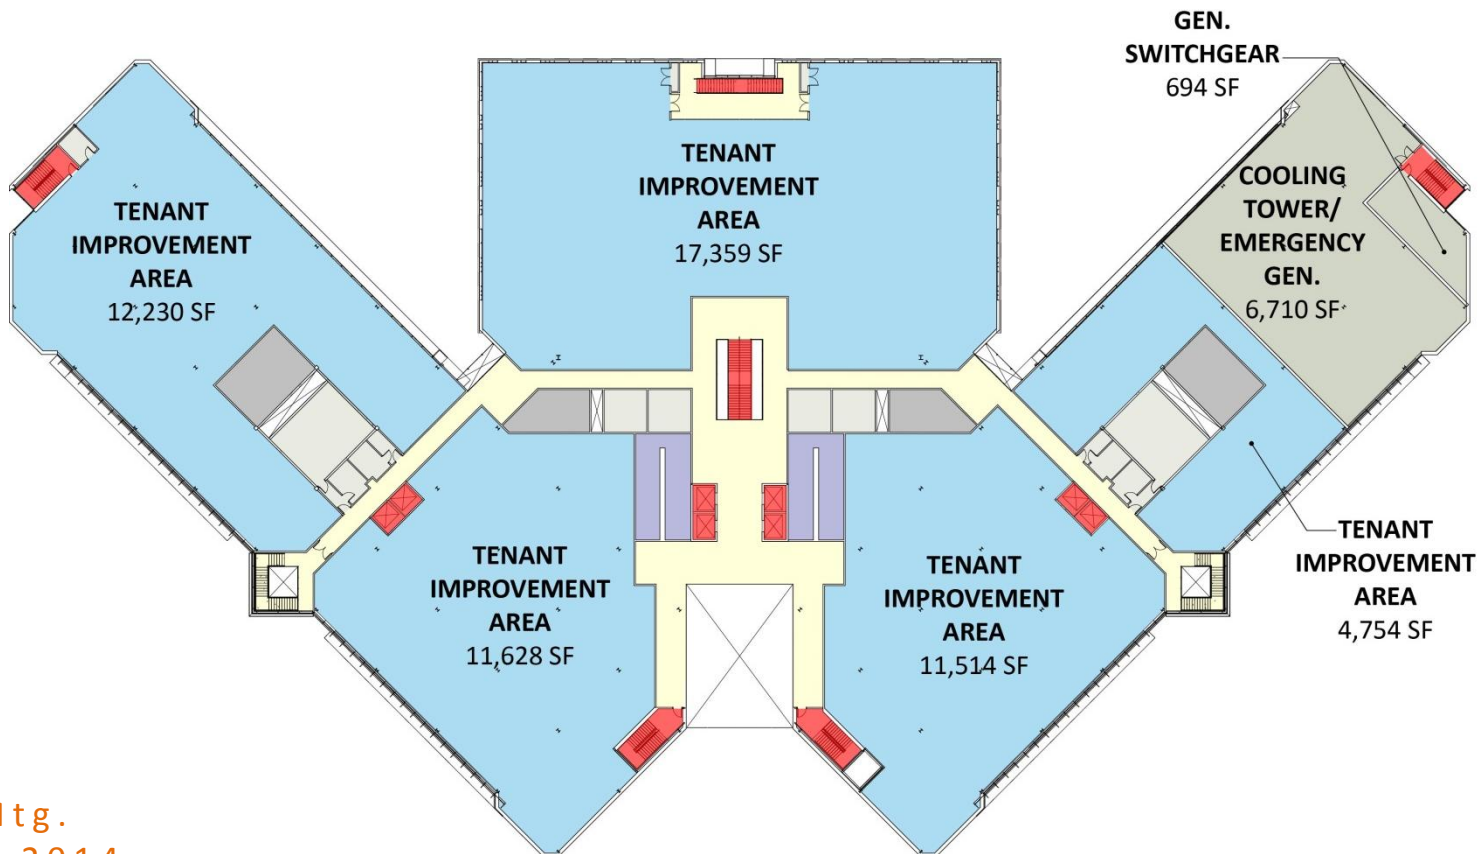 GEN.
SWITCHGEAR
694 SF
TENANT
IMPROVEMENT
AREA
17,359 SF
COOLING
TOWER/
EMERGENCY
GEN.
6,710 SF
TENANT
IMPROVEMENT
AREA
12,230 SF
TENANT
IMPROVEMENT
AREA
11,628 SF
TENANT
IMPROVEMENT
AREA
11,514 SF
TENANT
IMPROVEMENT
AREA
4,754 SF
tg.
2014